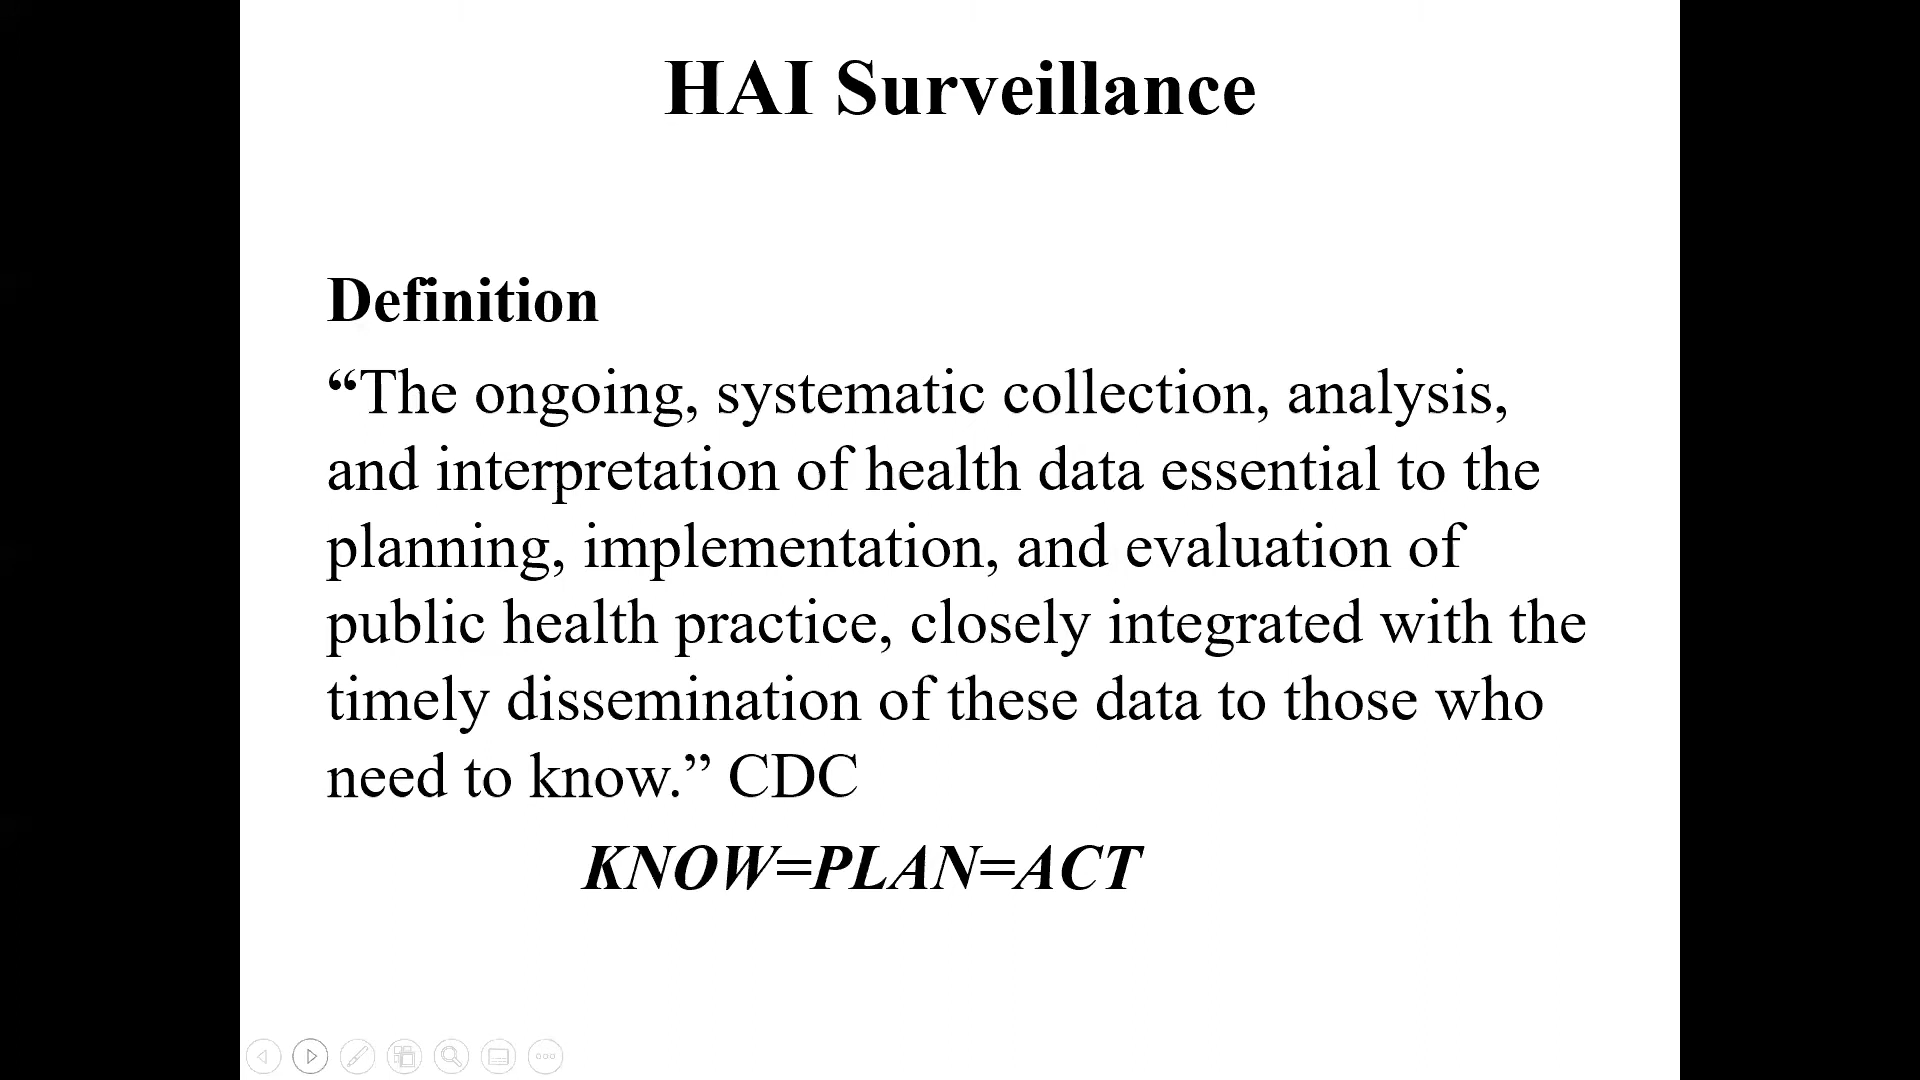 HAI Surveillance
Definition
“The ongoing, systematic collection, analysis,
and interpretation of health data essential to the
planning, implementation, and evaluation of
public health practice, closely integrated with the
timely dissemination of these data to those who
need to know.” CDC
KNOW=PLAN=ACT